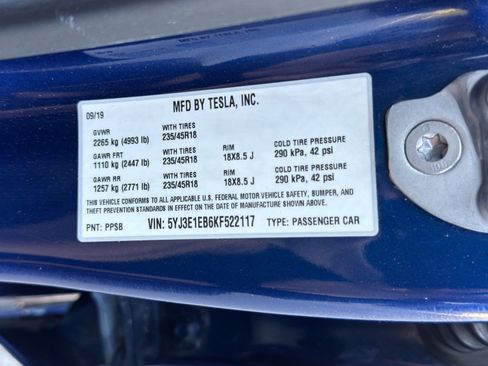 MFD BY TESLA, INC.
MFD BY TESLA, INC.
09/19
GVWR WITH TIRES
2265 kg (4993 lb) 235/45R18
GAWR FRT WITH TIRES RIM COLD TIRE PRESSURE
1110 kg (2447 lb) 235/45R18 18X8.5 J 290 kPa, 42 psi
GAWR RR WITH TIRES RIM COLD TIRE PRESSURE
1257 kg (2771 lb) 235/45R18 18X8.5 J 290 kPa, 42 psi
THIS VEHICLE CONFORMS TO ALL APPLICABLE U.S. FEDERAL MOTOR VEHICLE SAFETY, BUMPER, AND
THEFT PREVENTION STANDARDS IN EFFECT ON THE DATE OF MANUFACTURE SHOWN ABOVE.
PNT: PPSB VIN: 5YJ3E1EB6KF522117 TYPE: PASSENGER CAR